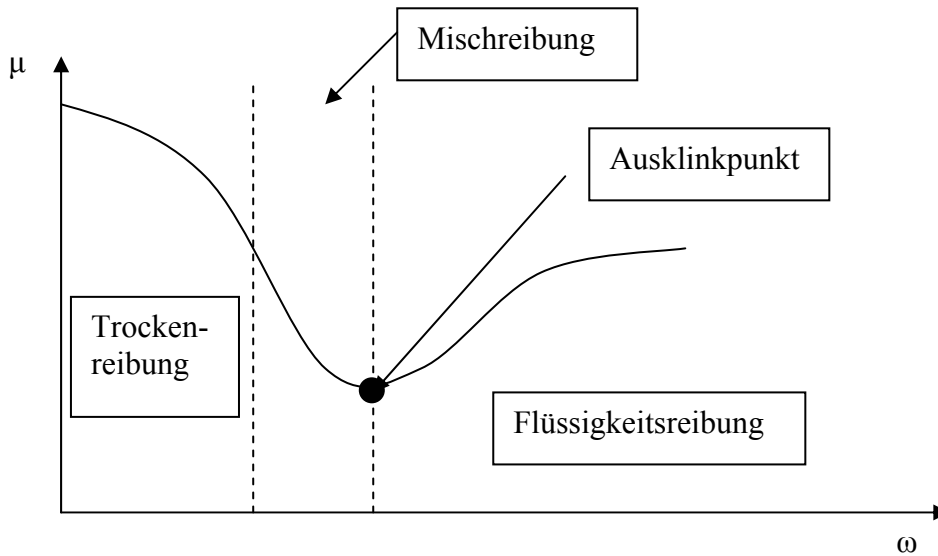 Mischreibung
μ
Ausklinkpunkt
Trocken-
reibung
Flüssigkeitsreibung
ω